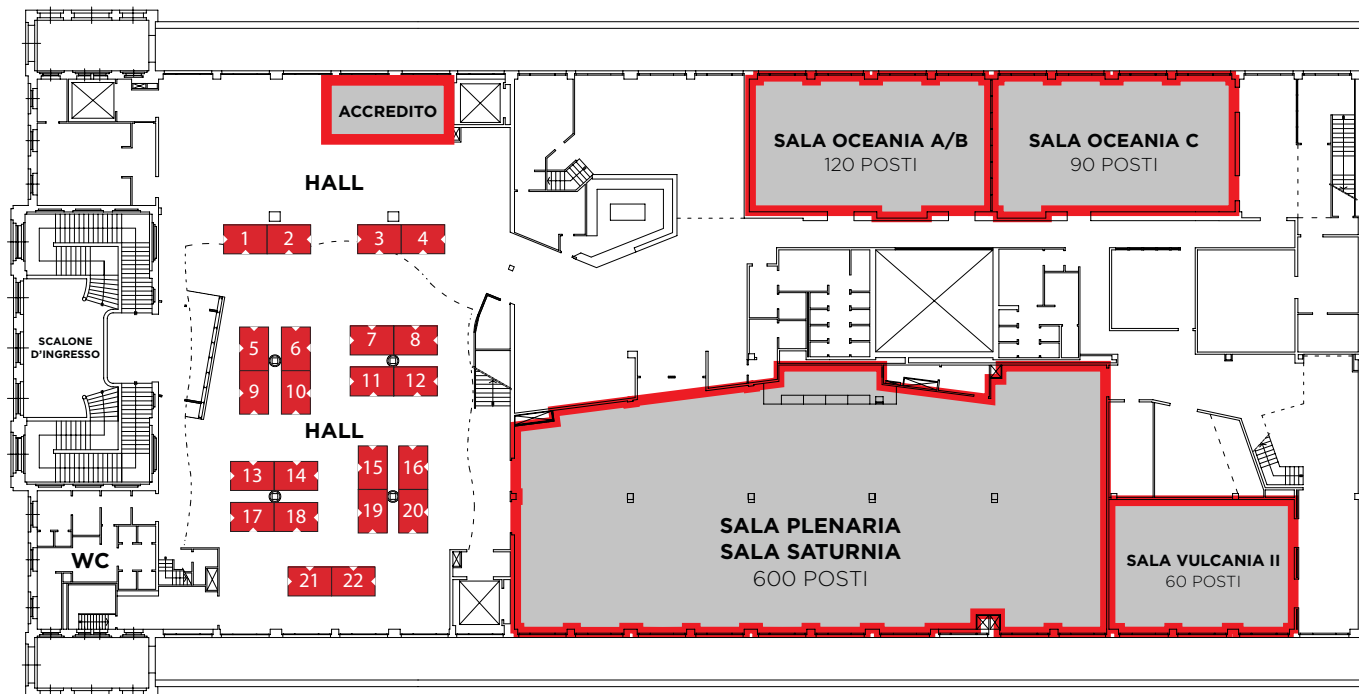 ACCREDITO
SALA OCEANIA A/B
120 POSTI
SALA OCEANIA C
90 POSTI
HALL
1 2 3 4
SCALONE
D'INGRESSO
5 6 7 8
9 10 11 12
HALL
13 14 15 16
17 18 19 20
21 22
WC
SALA PLENARIA
SALA SATURNIA
600 POSTI
SALA VULCANIA II
60 POSTI